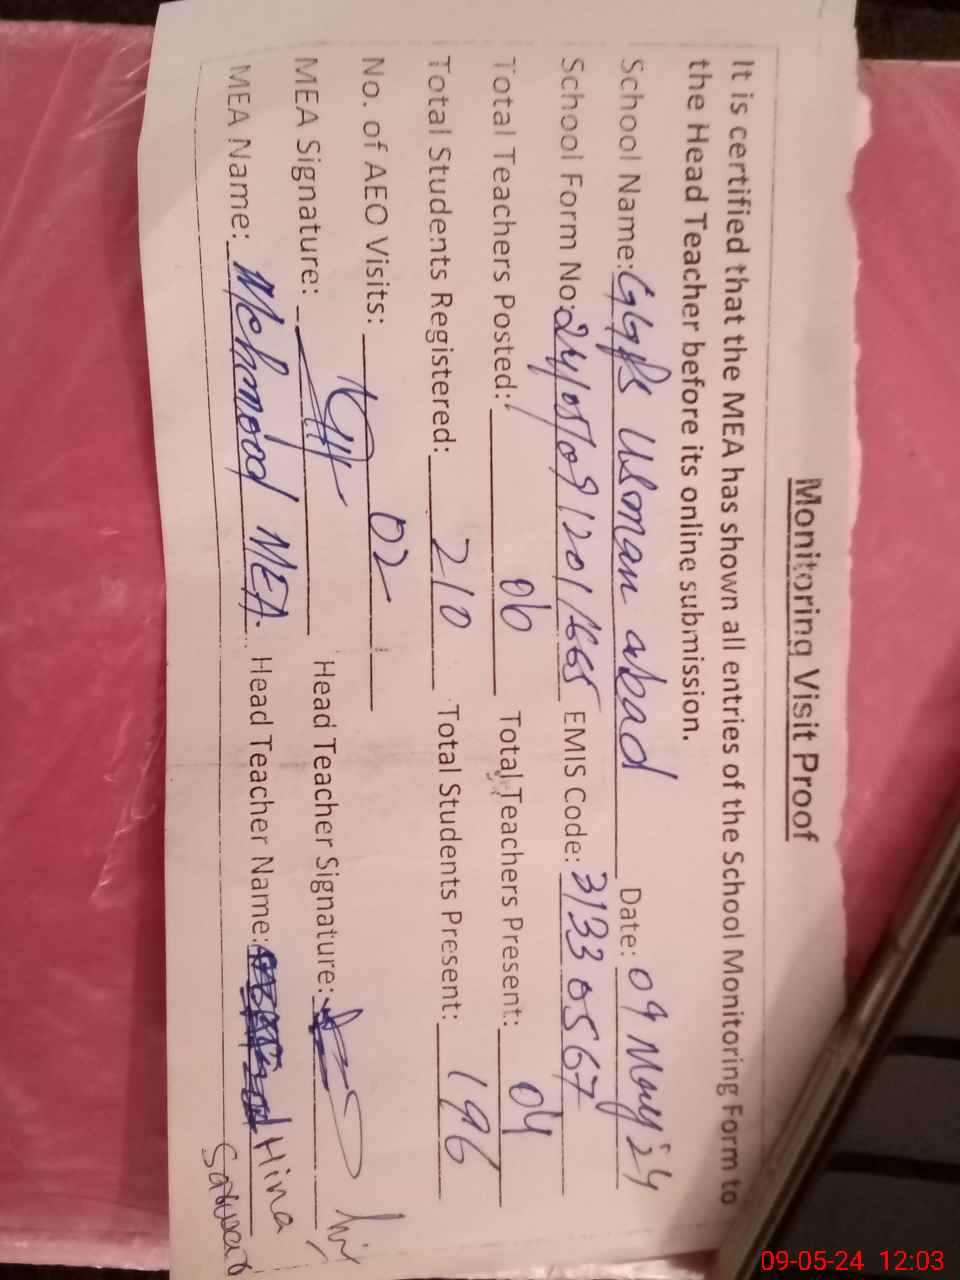 Monitoring Visit Proof
It is certified that the MEA has shown all entries of the School Monitoring Form to
the Head Teacher before its online submission.
School Name: GGPS Usman abad Date: 09 May 24
School Form No: 24/05/09/201/1665 EMIS Code: 31330567
Total Teachers Posted: 06 Total Teachers Present: 04
Total Students Registered: 210 Total Students Present: 196
No. of AEO Visits: 02
MEA Signature: Head Teacher Signature:
MEA Name: Mehmood MEA. Head Teacher Name: Hina
09-05-24 12:03